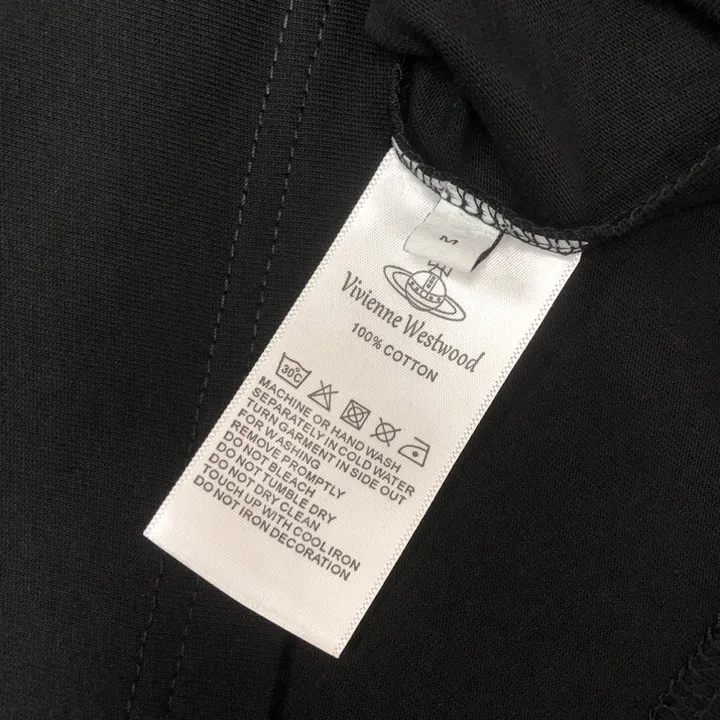 M
Vivienne Westwood
100% COTTON
30°C
MACHINE OR HAND WASH
SEPARATELY IN COLD WATER
TURN GARMENT IN SIDE OUT
FOR WASHING
REMOVE PROMPTLY
DO NOT BLEACH
DO NOT TUMBLE DRY
DO NOT DRY CLEAN
TOUCH UP WITH COOLIRON
DO NOT IRON DECORATION